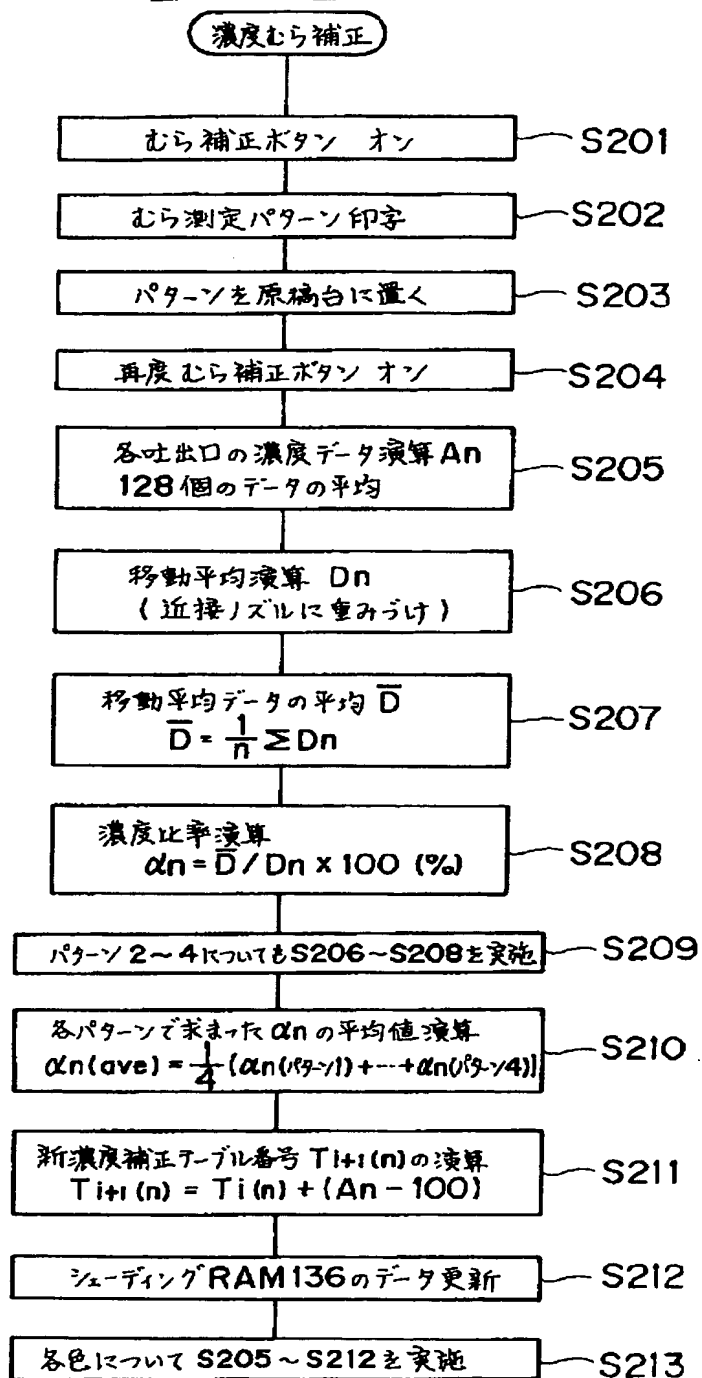 濃度むら補正
むら補正ボタン オン
S201
むら測定パターン印字
S202
パターンを原稿台に置く
S203
再度むら補正ボタン オン
S204
各吐出口の濃度データ演算 An
128個のデータの平均
S205
移動平均演算 Dn
(近接ノズルに重みづけ)
S206
移動平均データの平均 D̅
D̅ = 1/n ΣDn
S207
濃度比率演算
αn = D̅ / Dn x 100 (%)
S208
パターン2~4についてもS206~S208を実施
S209
各パターンで求まった αn の平均値演算
αn(ave) = 1/4 {αn(パターン1) + ··· + αn(パターン4)}
S210
新濃度補正テーブル番号 Ti+1(n)の演算
Ti+1(n) = Ti(n) + (An - 100)
S211
シェーディングRAM136のデータ更新
S212
各色について S205~S212を実施
S213